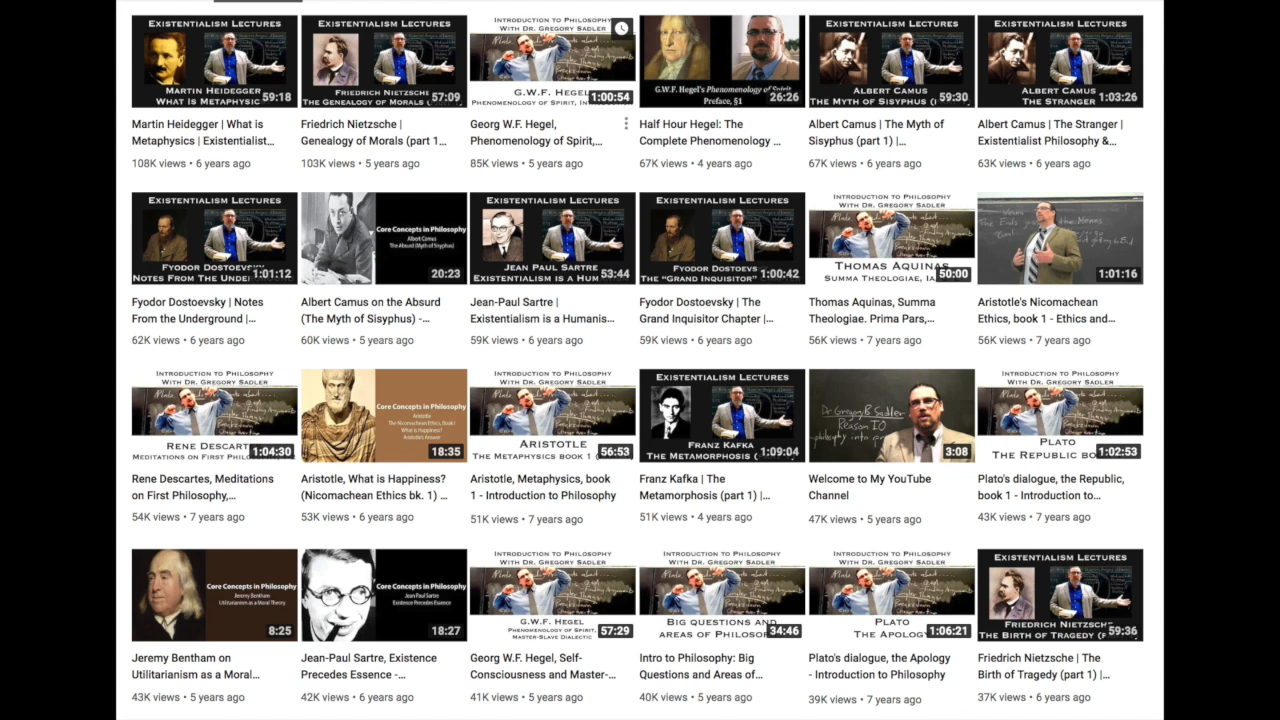 EXISTENTIALISM LECTURES
MARTIN HEIDEGGER
WHAT IS METAPHYSIC
59:18
Martin Heidegger | What is
Metaphysics | Existentialist...
108K views • 6 years ago
EXISTENTIALISM LECTURES
FRIEDRICH NIETZSCHE
THE GENEALOGY OF MORALS (
57:09
Friedrich Nietzsche |
Genealogy of Morals (part 1...
103K views • 5 years ago
INTRODUCTION TO PHILOSOPHY
WITH DR. GREGORY SADLER
G.W.F. HEGEL
PHENOMENOLOGY OF SPIRIT,
1:00:54
Georg W.F. Hegel,
Phenomenology of Spirit,...
85K views • 5 years ago
G.W.F. Hegel's Phenomenology of Spirit
Preface, §1
26:26
Half Hour Hegel: The
Complete Phenomenology ...
67K views • 4 years ago
EXISTENTIALISM LECTURES
ALBERT CAMUS
THE MYTH OF SISYPHUS (
59:30
Albert Camus | The Myth of
Sisyphus (part 1) |...
67K views • 6 years ago
EXISTENTIALISM LECTURES
ALBERT CAMUS
THE STRANGER
1:03:26
Albert Camus | The Stranger |
Existentialist Philosophy &...
63K views • 6 years ago
EXISTENTIALISM LECTURES
FYODOR DOSTOEVSKY
NOTES FROM THE UNDE
1:01:12
Fyodor Dostoevsky | Notes
From the Underground |...
62K views • 6 years ago
Core Concepts in Philosophy
Albert Camus
The Absurd (Myth of Sisyphus)
20:23
Albert Camus on the Absurd
(The Myth of Sisyphus) -...
60K views • 5 years ago
EXISTENTIALISM LECTURES
JEAN PAUL SARTRE
EXISTENTIALISM IS A HUM
53:44
Jean-Paul Sartre |
Existentialism is a Humanis...
59K views • 6 years ago
EXISTENTIALISM LECTURES
FYODOR DOSTOEVS
THE "GRAND INQUISITOR"
1:00:42
Fyodor Dostoevsky | The
Grand Inquisitor Chapter |...
59K views • 6 years ago
INTRODUCTION TO PHILOSOPHY
WITH DR. GREGORY SADLER
THOMAS AQUINAS
SUMMA THEOLOGIAE, IA
50:00
Thomas Aquinas, Summa
Theologiae. Prima Pars,...
56K views • 7 years ago
1:01:16
Aristotle's Nicomachean
Ethics, book 1 - Ethics and...
56K views • 7 years ago
INTRODUCTION TO PHILOSOPHY
WITH DR. GREGORY SADLER
RENE DESCART
MEDITATIONS ON FIRST PHILO
1:04:30
Rene Descartes, Meditations
on First Philosophy,...
54K views • 7 years ago
Core Concepts in Philosophy
Aristotle
The Nicomachean Ethics, Book I
What is Happiness?
Aristotle's Answer
18:35
Aristotle, What is Happiness?
(Nicomachean Ethics bk. 1) ...
53K views • 6 years ago
INTRODUCTION TO PHILOSOPHY
WITH DR. GREGORY SADLER
ARISTOTLE
THE METAPHYSICS BOOK 1 (
56:53
Aristotle, Metaphysics, book
1 - Introduction to Philosophy
51K views • 7 years ago
EXISTENTIALISM LECTURES
FRANZ KAFKA
THE METAMORPHOSIS (
1:09:04
Franz Kafka | The
Metamorphosis (part 1) |...
51K views • 4 years ago
Dr Gregory B Sadler
Reason IO
philosophy into pr
3:08
Welcome to My YouTube
Channel
47K views • 5 years ago
INTRODUCTION TO PHILOSOPHY
WITH DR. GREGORY SADLER
PLATO
THE REPUBLIC BO
1:02:53
Plato's dialogue, the Republic,
book 1 - Introduction to...
43K views • 7 years ago
Core Concepts in Philosophy
Jeremy Bentham
Utilitarianism as a Moral Theory
8:25
Jeremy Bentham on
Utilitarianism as a Moral...
43K views • 5 years ago
Core Concepts in Philosophy
Jean Paul Sartre
Existence Precedes Essence
18:27
Jean-Paul Sartre, Existence
Precedes Essence -...
42K views • 6 years ago
INTRODUCTION TO PHILOSOPHY
WITH DR. GREGORY SADLER
G.W.F. HEGEL
PHENOMENOLOGY OF SPIRIT,
MASTER-SLAVE DIALECTIC
57:29
Georg W.F. Hegel, Self-
Consciousness and Master-...
41K views • 5 years ago
INTRODUCTION TO PHILOSOPHY
WITH DR. GREGORY SADLER
BIG QUESTIONS AND
AREAS OF PHILOSOP
34:46
Intro to Philosophy: Big
Questions and Areas of...
40K views • 5 years ago
INTRODUCTION TO PHILOSOPHY
WITH DR. GREGORY SADLER
PLATO
THE APOLOG
1:06:21
Plato's dialogue, the Apology
- Introduction to Philosophy
39K views • 7 years ago
EXISTENTIALISM LECTURES
FRIEDRICH NIETZSCHE
THE BIRTH OF TRAGEDY (P
59:36
Friedrich Nietzsche | The
Birth of Tragedy (part 1) |...
37K views • 6 years ago